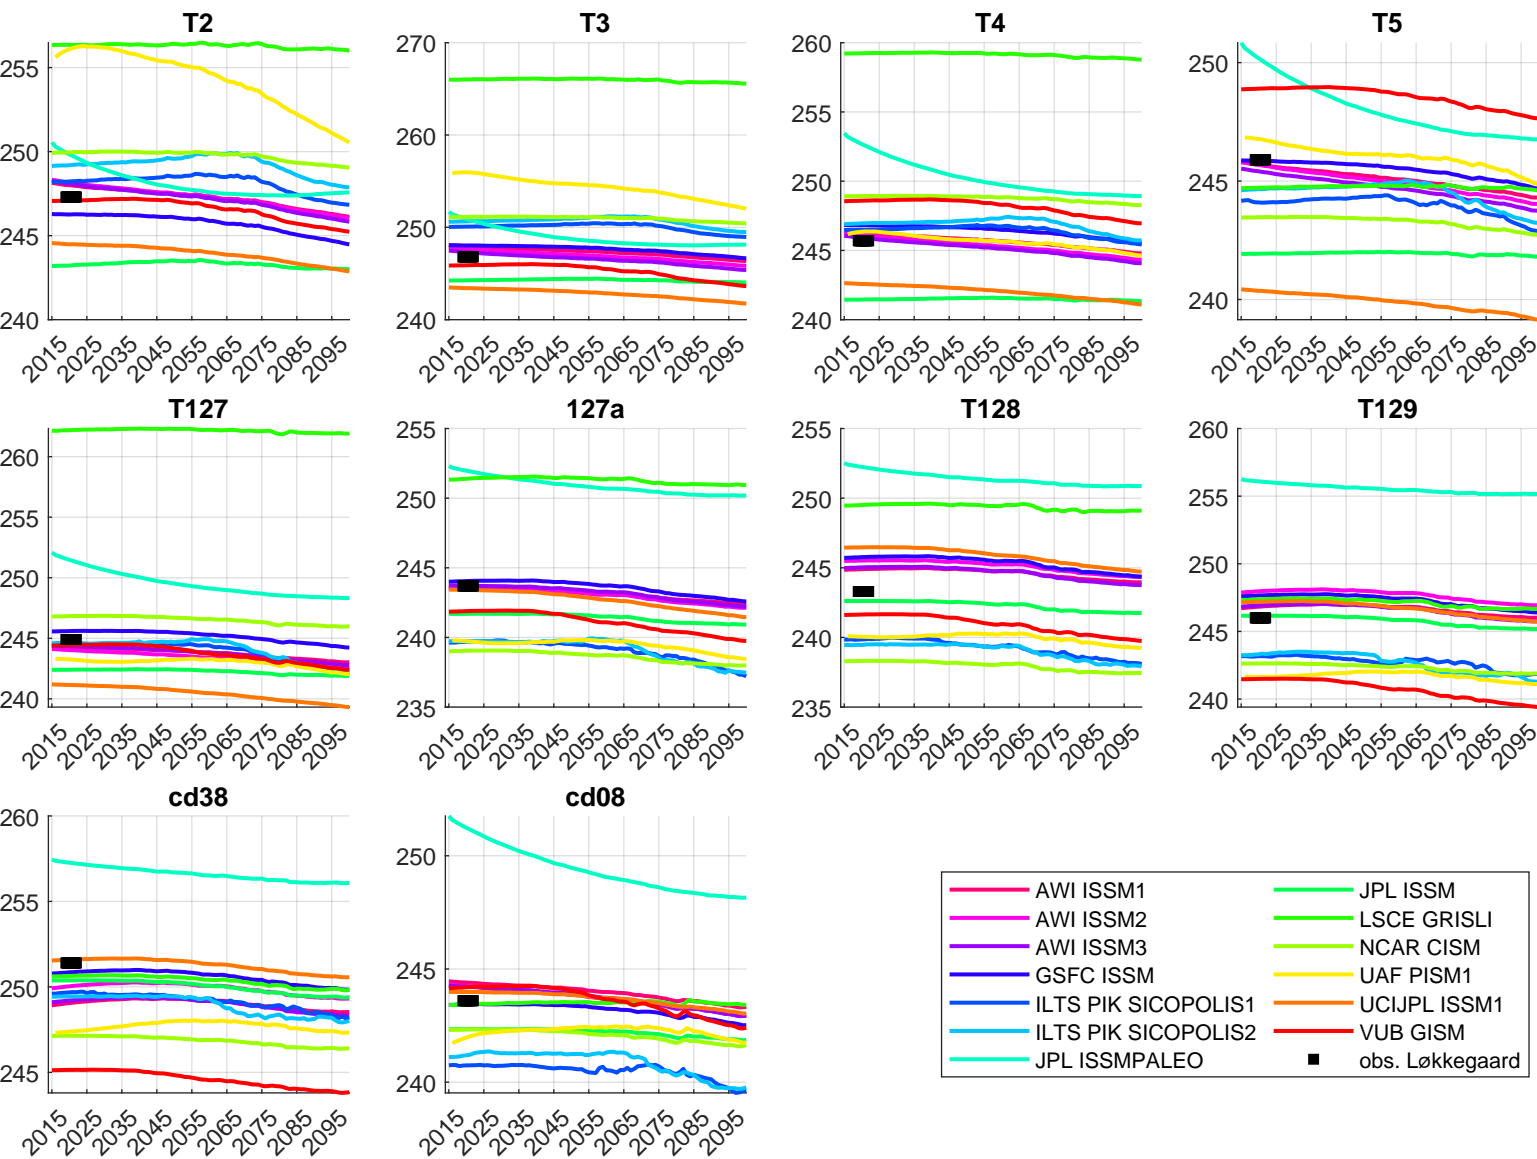 T2 T3 T4 T5
255 250 245 240
270 260 250 240
260 255 250 245 240
250 245 240
2015 2025 2035 2045 2055 2065 2075 2085 2095
2015 2025 2035 2045 2055 2065 2075 2085 2095
2015 2025 2035 2045 2055 2065 2075 2085 2095
2015 2025 2035 2045 2055 2065 2075 2085 2095
T127 127a T128 T129
260 255 250 245 240
255 250 245 240 235
255 250 245 240 235
260 255 250 245 240
2015 2025 2035 2045 2055 2065 2075 2085 2095
2015 2025 2035 2045 2055 2065 2075 2085 2095
2015 2025 2035 2045 2055 2065 2075 2085 2095
2015 2025 2035 2045 2055 2065 2075 2085 2095
cd38 cd08
260 255 250 245
250 245 240
2015 2025 2035 2045 2055 2065 2075 2085 2095
2015 2025 2035 2045 2055 2065 2075 2085 2095
AWI ISSM1
AWI ISSM2
AWI ISSM3
GSFC ISSM
ILTS PIK SICOPOLIS1
ILTS PIK SICOPOLIS2
JPL ISSMPALEO
JPL ISSM
LSCE GRISLI
NCAR CISM
UAF PISM1
UCIJPL ISSM1
VUB GISM
obs. Løkkegaard